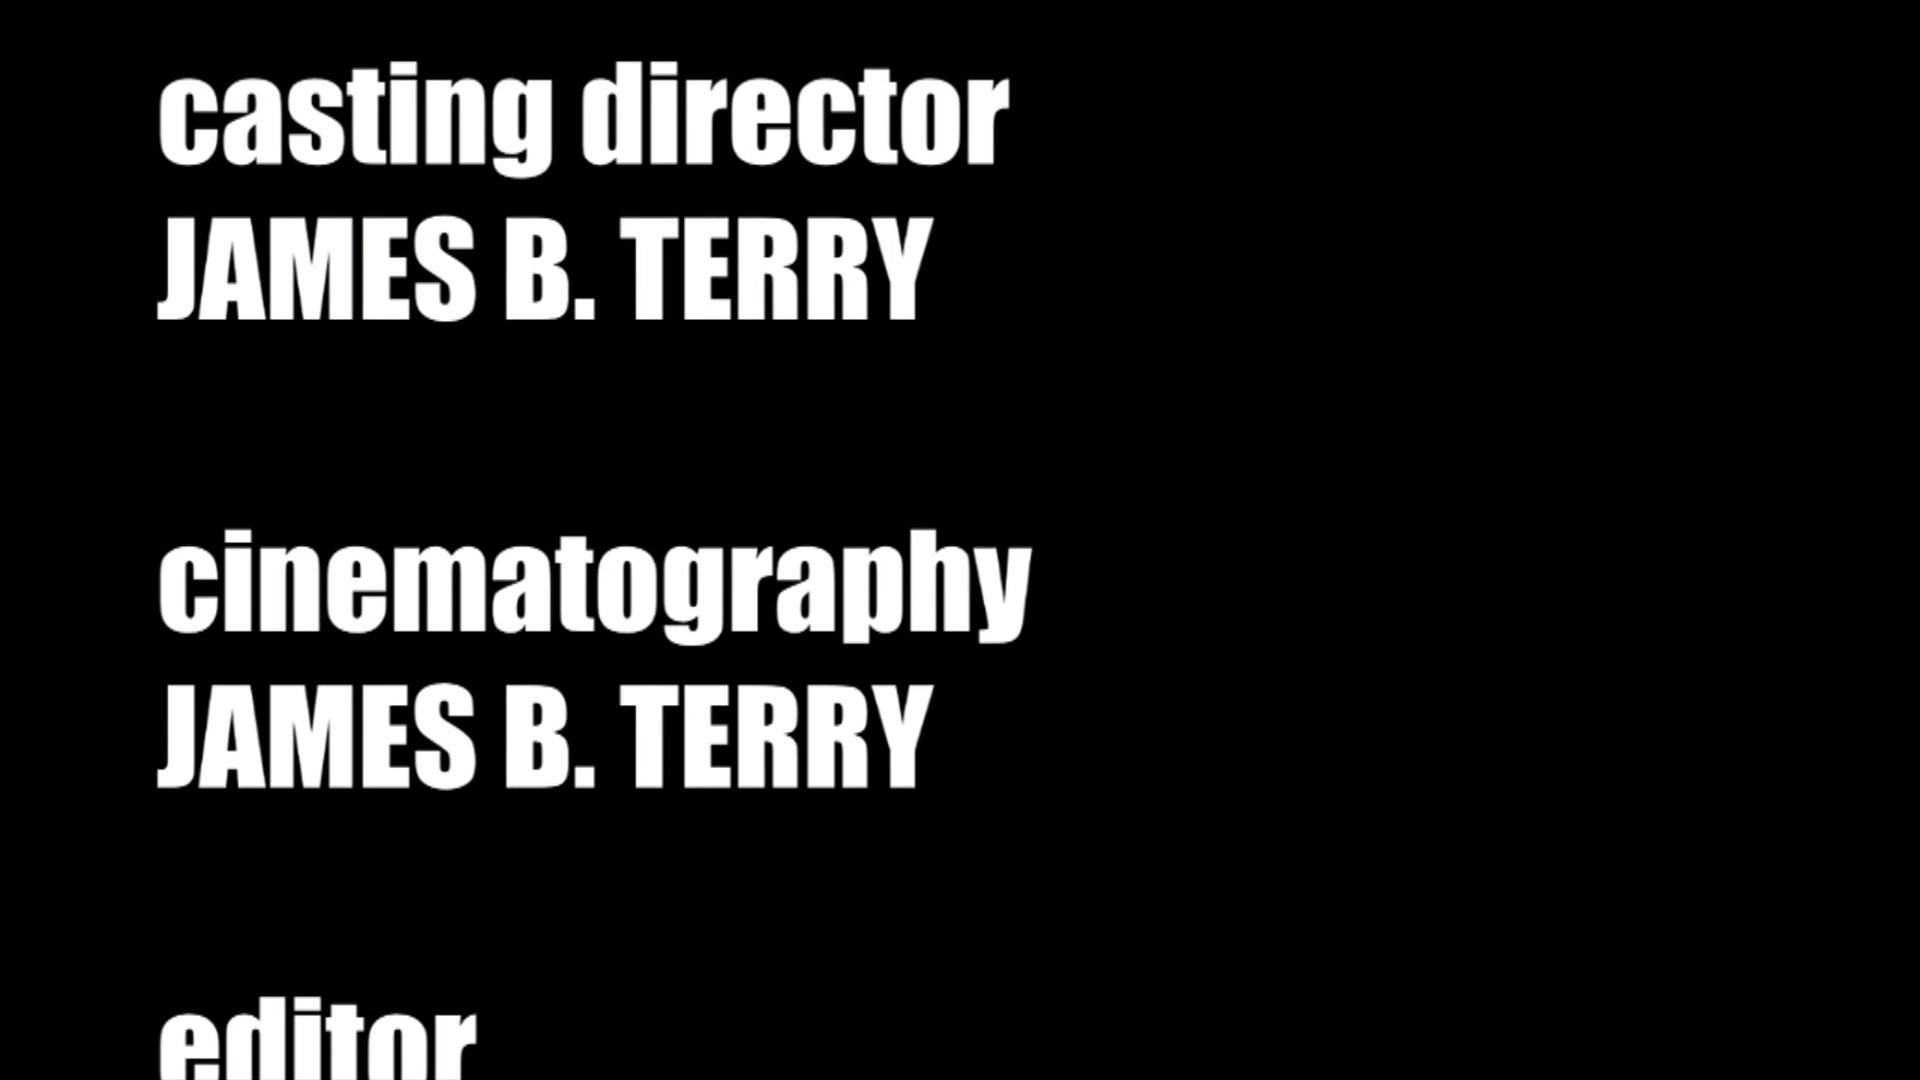 casting director
JAMES B. TERRY
cinematography
JAMES B. TERRY
editor